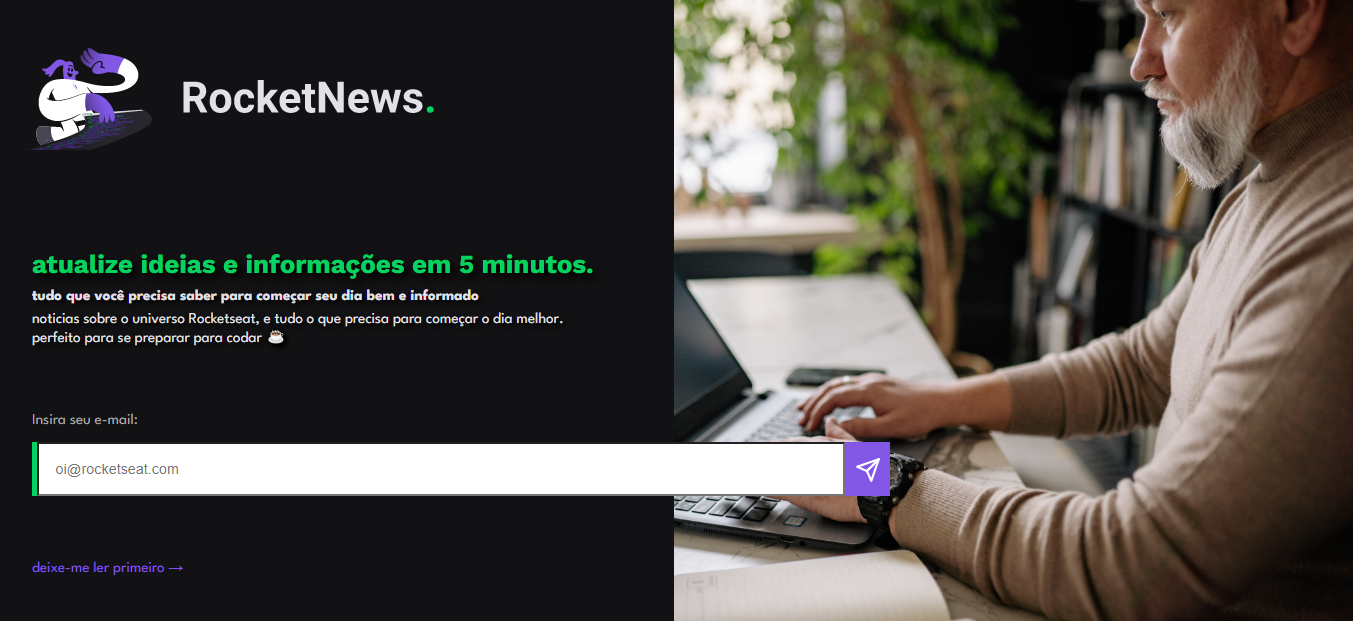 RocketNews.
atualize ideias e informações em 5 minutos.
tudo que você precisa saber para começar seu dia bem e informado
noticias sobre o universo Rocketseat, e tudo o que precisa para começar o dia melhor.
perfeito para se preparar para codar ☕
Insira seu e-mail:
oi@rocketseat.com
deixe-me ler primeiro →